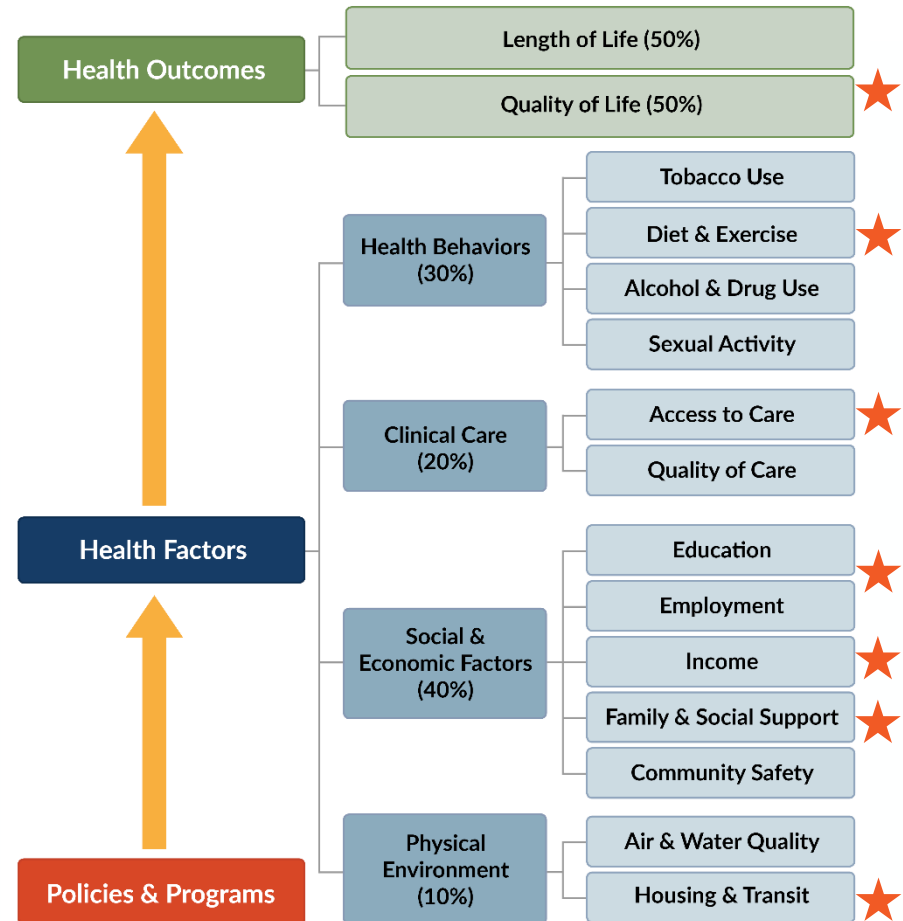 Health Outcomes
Length of Life (50%)
Quality of Life (50%)
Health Factors
Health Behaviors
(30%)
Tobacco Use
Diet & Exercise
Alcohol & Drug Use
Sexual Activity
Clinical Care
(20%)
Access to Care
Quality of Care
Social &
Economic Factors
(40%)
Education
Employment
Income
Family & Social Support
Community Safety
Physical
Environment
(10%)
Air & Water Quality
Housing & Transit
Policies & Programs